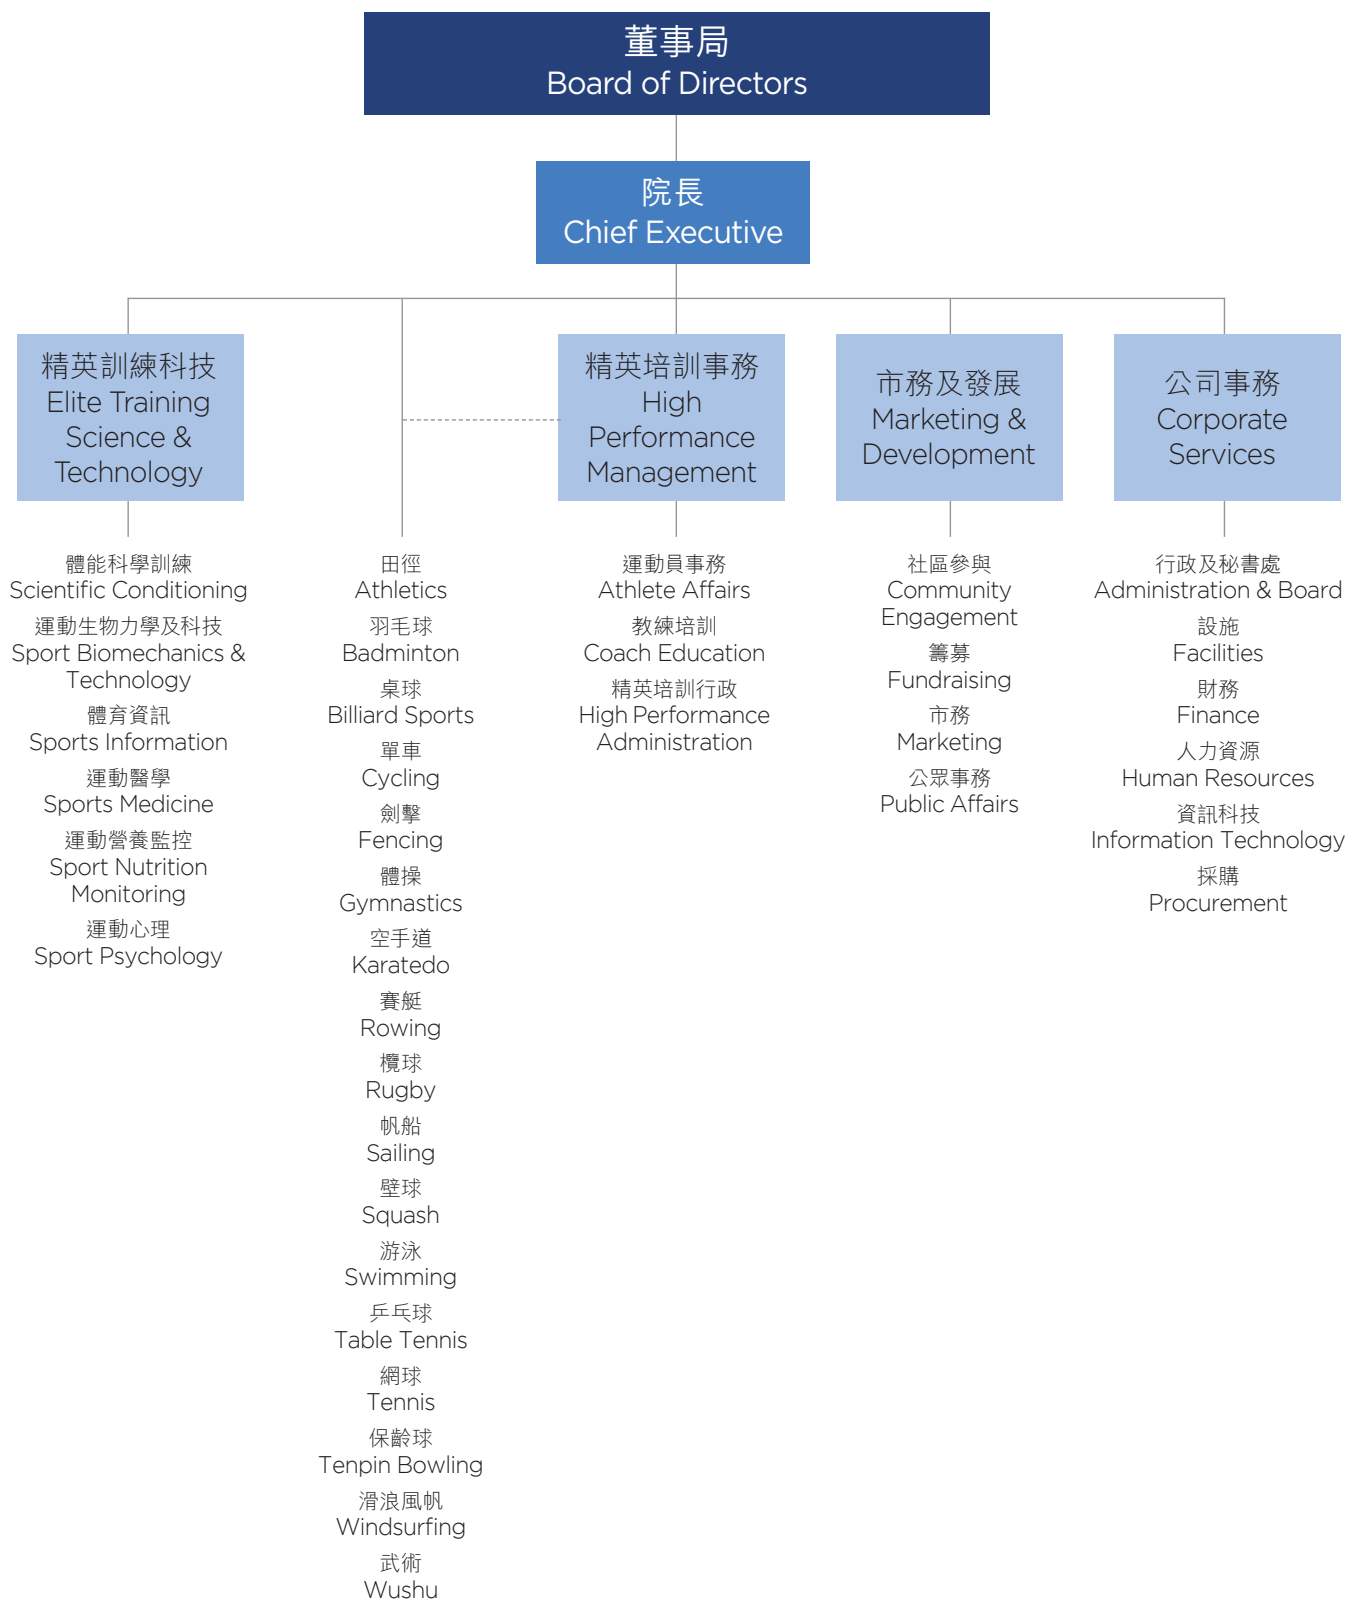 董事局
Board of Directors
院長
Chief Executive
精英訓練科技
Elite Training
Science &
Technology
體能科學訓練
Scientific Conditioning
運動生物力學及科技
Sport Biomechanics &
Technology
體育資訊
Sports Information
運動醫學
Sports Medicine
運動營養監控
Sport Nutrition
Monitoring
運動心理
Sport Psychology
田徑
Athletics
羽毛球
Badminton
桌球
Billiard Sports
單車
Cycling
劍擊
Fencing
體操
Gymnastics
空手道
Karatedo
賽艇
Rowing
欖球
Rugby
帆船
Sailing
壁球
Squash
游泳
Swimming
乒乓球
Table Tennis
網球
Tennis
保齡球
Tenpin Bowling
滑浪風帆
Windsurfing
武術
Wushu
精英培訓事務
High
Performance
Management
運動員事務
Athlete Affairs
教練培訓
Coach Education
精英培訓行政
High Performance
Administration
市務及發展
Marketing &
Development
社區參與
Community
Engagement
籌募
Fundraising
市務
Marketing
公眾事務
Public Affairs
公司事務
Corporate
Services
行政及秘書處
Administration & Board
設施
Facilities
財務
Finance
人力資源
Human Resources
資訊科技
Information Technology
採購
Procurement